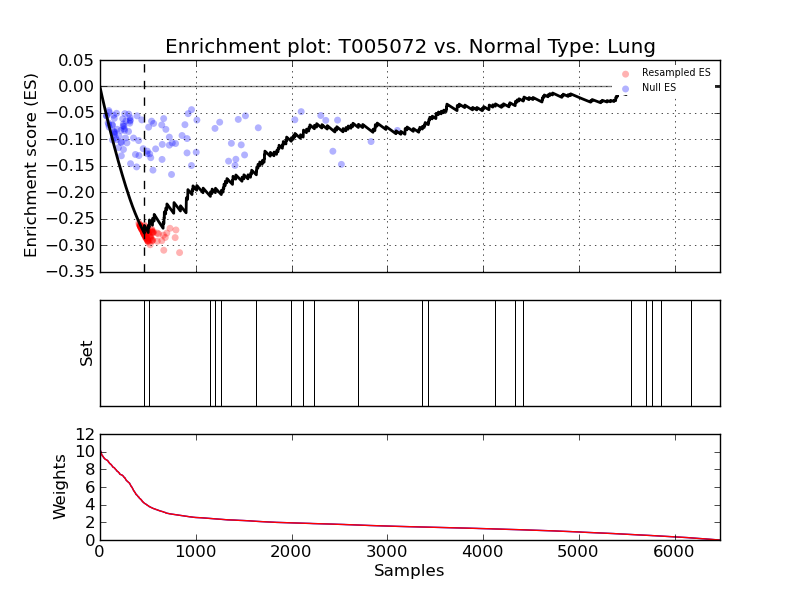 Enrichment plot: T005072 vs. Normal Type: Lung
Enrichment score (ES)
0.05
0.00
−0.05
−0.10
−0.15
−0.20
−0.25
−0.30
−0.35
Resampled ES
Null ES
Set
Weights
12
10
8
6
4
2
0
0 1000 2000 3000 4000 5000 6000
Samples